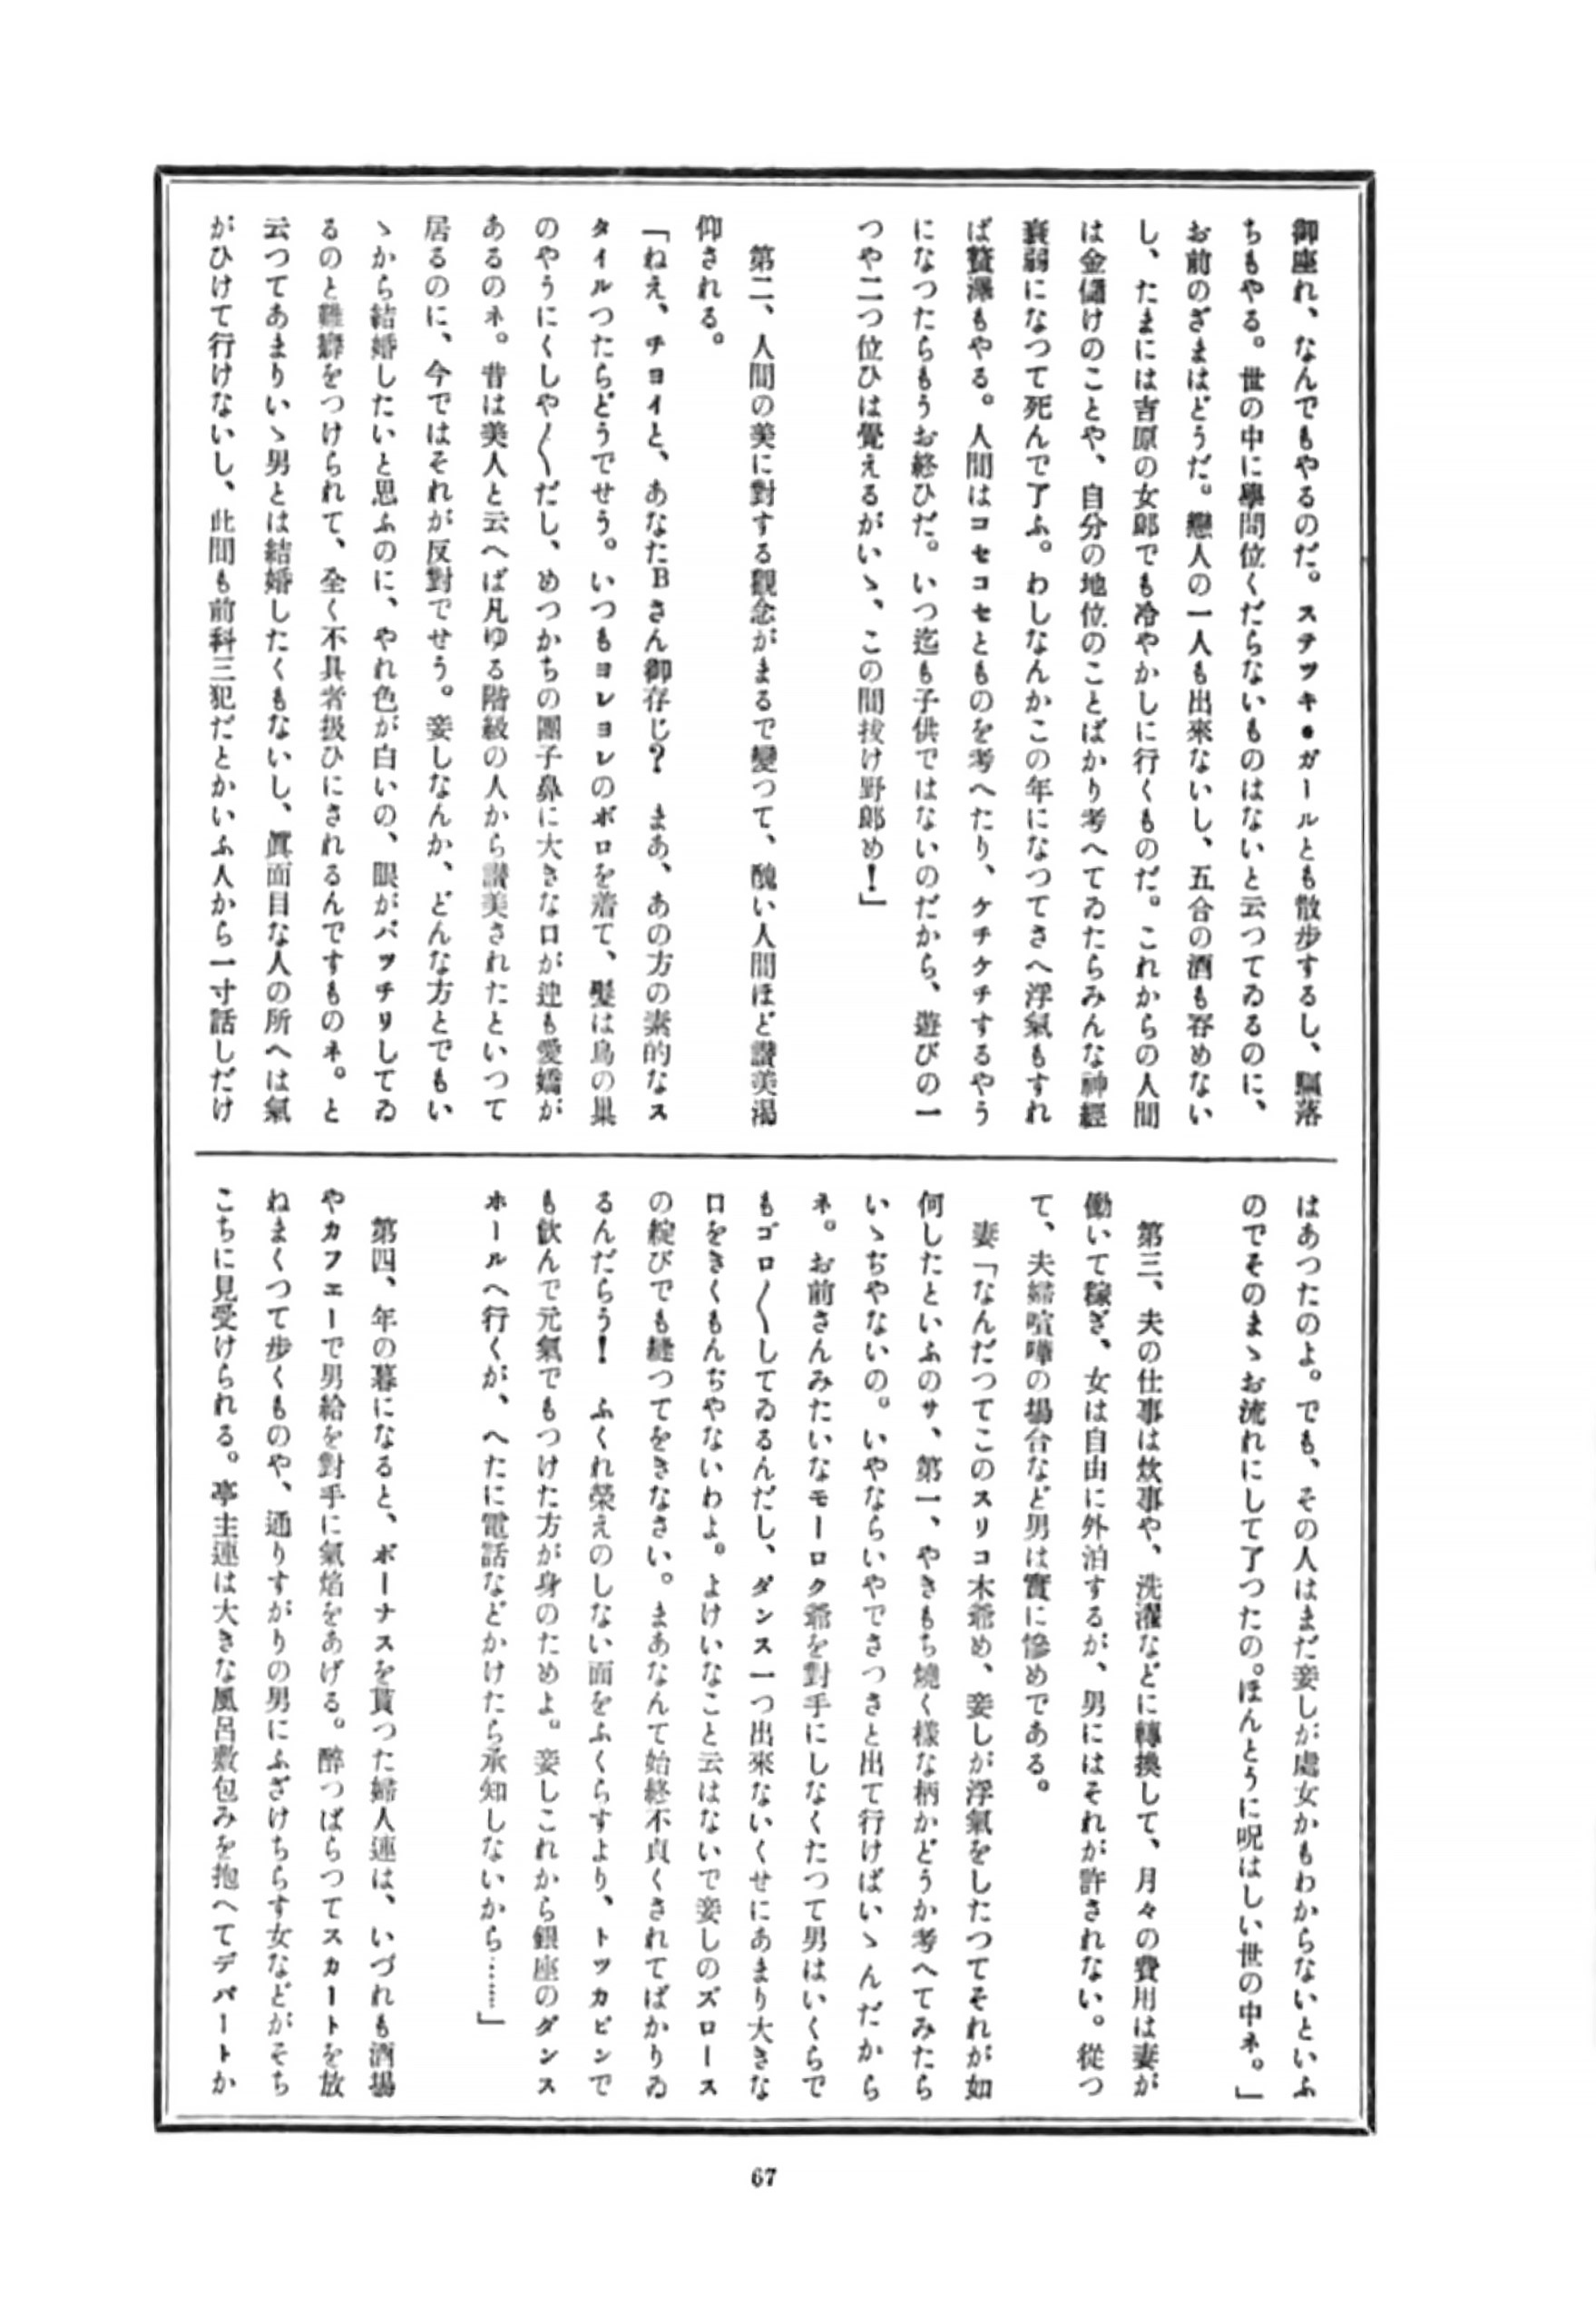 御座れ、なんでもやるのだ。ステツキ・ガールとも散歩するし、駈落
ちもやる。世の中に學問位くだらないものはないと云つてゐるのに、
お前のざまはどうだ。戀人の一人も出來ないし、五合の酒も呑めない
し、たまには吉原の女郎でも冷やかしに行くものだ。これからの人間
は金儲けのことや、自分の地位のことばかり考へてゐたらみんな神經
衰弱になつて死んで了ふ。わしなんかこの年になつてさへ浮氣もすれ
ば贅澤もやる。人間はコセコセとものを考へたり、ケチケチするやう
になつたらもうお終ひだ。いつ迄も子供ではないのだから、遊びの一
つや二つ位ひは覺えるがいゝ、この間拔け野郎め!」
第二、人間の美に對する觀念がまるで變つて、醜い人間ほど讃美渇
仰される。
「ねえ、チヨイと、あなたBさん御存じ? まあ、あの方の素的なス
タイルつたらどうでせう。いつもヨレヨレのボロを着て、髮は鳥の巢
のやうにくしや〱だし、めつかちの團子鼻に大きな口が迚も愛嬌が
あるのネ。昔は美人と云へば凡ゆる階級の人から讃美されたといつて
居るのに、今ではそれが反對でせう。妾しなんか、どんな方とでもい
ゝから結婚したいと思ふのに、やれ色が白いの、眼がパツチリしてゐ
るのと難癖をつけられて、全く不具者扱ひにされるんですものネ。と
云つてあまりいゝ男とは結婚したくもないし、眞面目な人の所へは氣
がひけて行けないし、此間も前科三犯だとかいふ人から一寸話しだけ
はあつたのよ。でも、その人はまだ妾しが處女かもわからないといふ
のでそのまゝお流れにして了つたの。ほんとうに呪はしい世の中ネ。」
第三、夫の仕事は炊事や、洗濯などに轉換して、月々の費用は妻が
働いて稼ぎ、女は自由に外泊するが、男にはそれが許されない。從つ
て、夫婦喧嘩の場合など男は實に慘めである。
妻「なんだつてこのスリコ木爺め、妾しが浮氣をしたつてそれが如
何したといふのサ、第一、やきもち燒く樣な柄かどうか考へてみたら
いゝぢやないの。いやならいやでさつさと出て行けばいゝんだから
ネ。お前さんみたいなモーロク爺を對手にしなくたつて男はいくらで
もゴロ〱してゐるんだし、ダンス一つ出來ないくせにあまり大きな
口をきくもんぢやないわよ。よけいなこと云はないで妾しのズロース
の綻びでも縫つてをきなさい。まあなんて始終不貞くされてばかりゐ
るんだらう! ふくれ榮えのしない面をふくらすより、トツカピンで
も飮んで元氣でもつけた方が身のためよ。妾しこれから銀座のダンス
ホールへ行くが、へたに電話などかけたら承知しないから……」
第四、年の暮になると、ボーナスを貰つた婦人連は、いづれも酒場
やカフエーで男給を對手に氣焰をあげる。醉つぱらつてスカートを放
ねまくつて步くものや、通りすがりの男にふざけちらす女などがそち
こちに見受けられる。亭主連は大きな風呂敷包みを抱へてデパートか
67